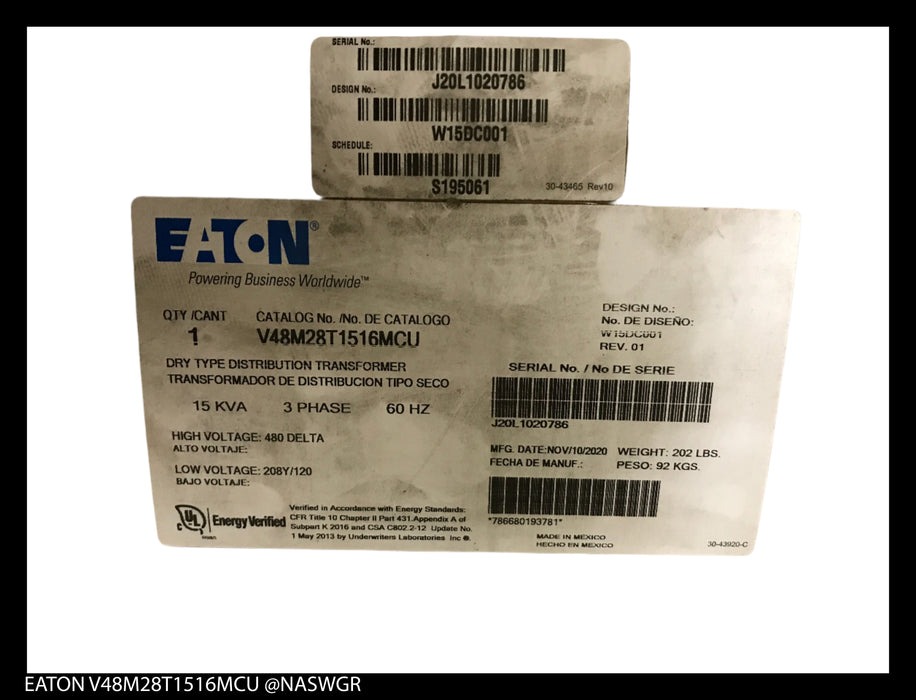 SERIAL No.:
J20L1020786
DESIGN No.:
W15DC001
SCHEDULE:
S195061
30-43465 Rev10
EATON®
Powering Business Worldwide™
QTY /CANT CATALOG No. /No. DE CATALOGO
1 V48M28T1516MCU
DRY TYPE DISTRIBUTION TRANSFORMER
TRANSFORMADOR DE DISTRIBUCION TIPO SECO
15 KVA 3 PHASE 60 HZ
HIGH VOLTAGE: 480 DELTA
ALTO VOLTAJE:
LOW VOLTAGE: 208Y/120
BAJO VOLTAJE:
C UL Energy Verified
Verified in Accordance with Energy Standards:
CFR Title 10 Chapter II Part 431.Appendix A of
Subpart K 2016 and CSA C802.2-12 Update No.
1 May 2013 by Underwriters Laboratories Inc ®.
DESIGN No.:
No. DE DISEÑO:
W15DC001
REV. 01
SERIAL No. / No DE SERIE
J20L1020786
MFG. DATE:NOV/10/2020 WEIGHT: 202 LBS.
FECHA DE MANUF.: PESO: 92 KGS.
*786680193781*
MADE IN MEXICO
HECHO EN MEXICO
30-43920-C
EATON V48M28T1516MCU @NASWGR